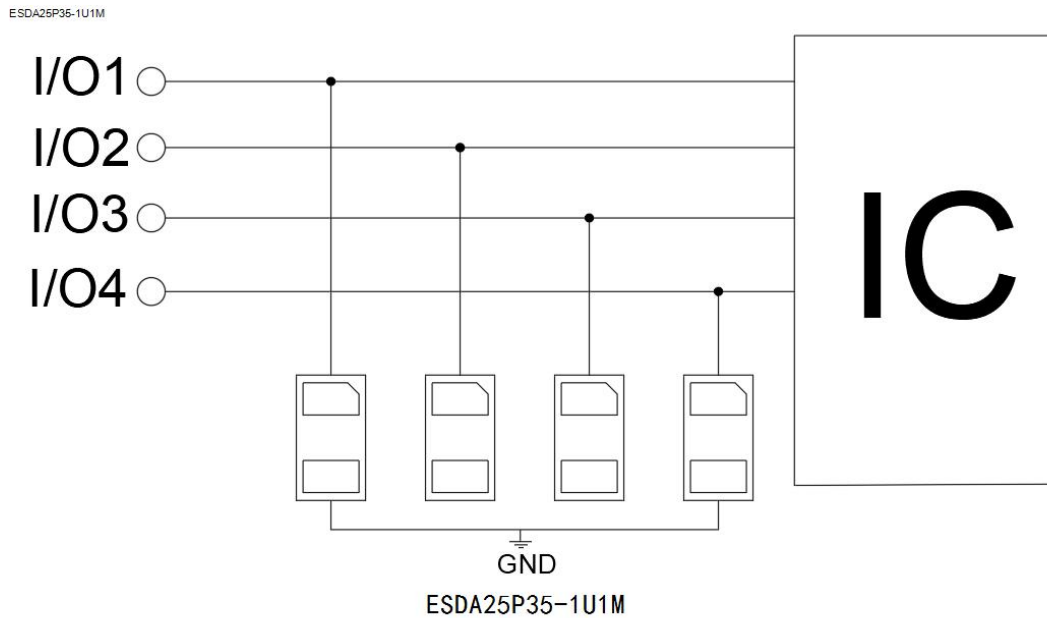 ESDA25P35-1U1M
I/O1
I/O2
I/O3
I/O4
IC
GND
ESDA25P35-1U1M